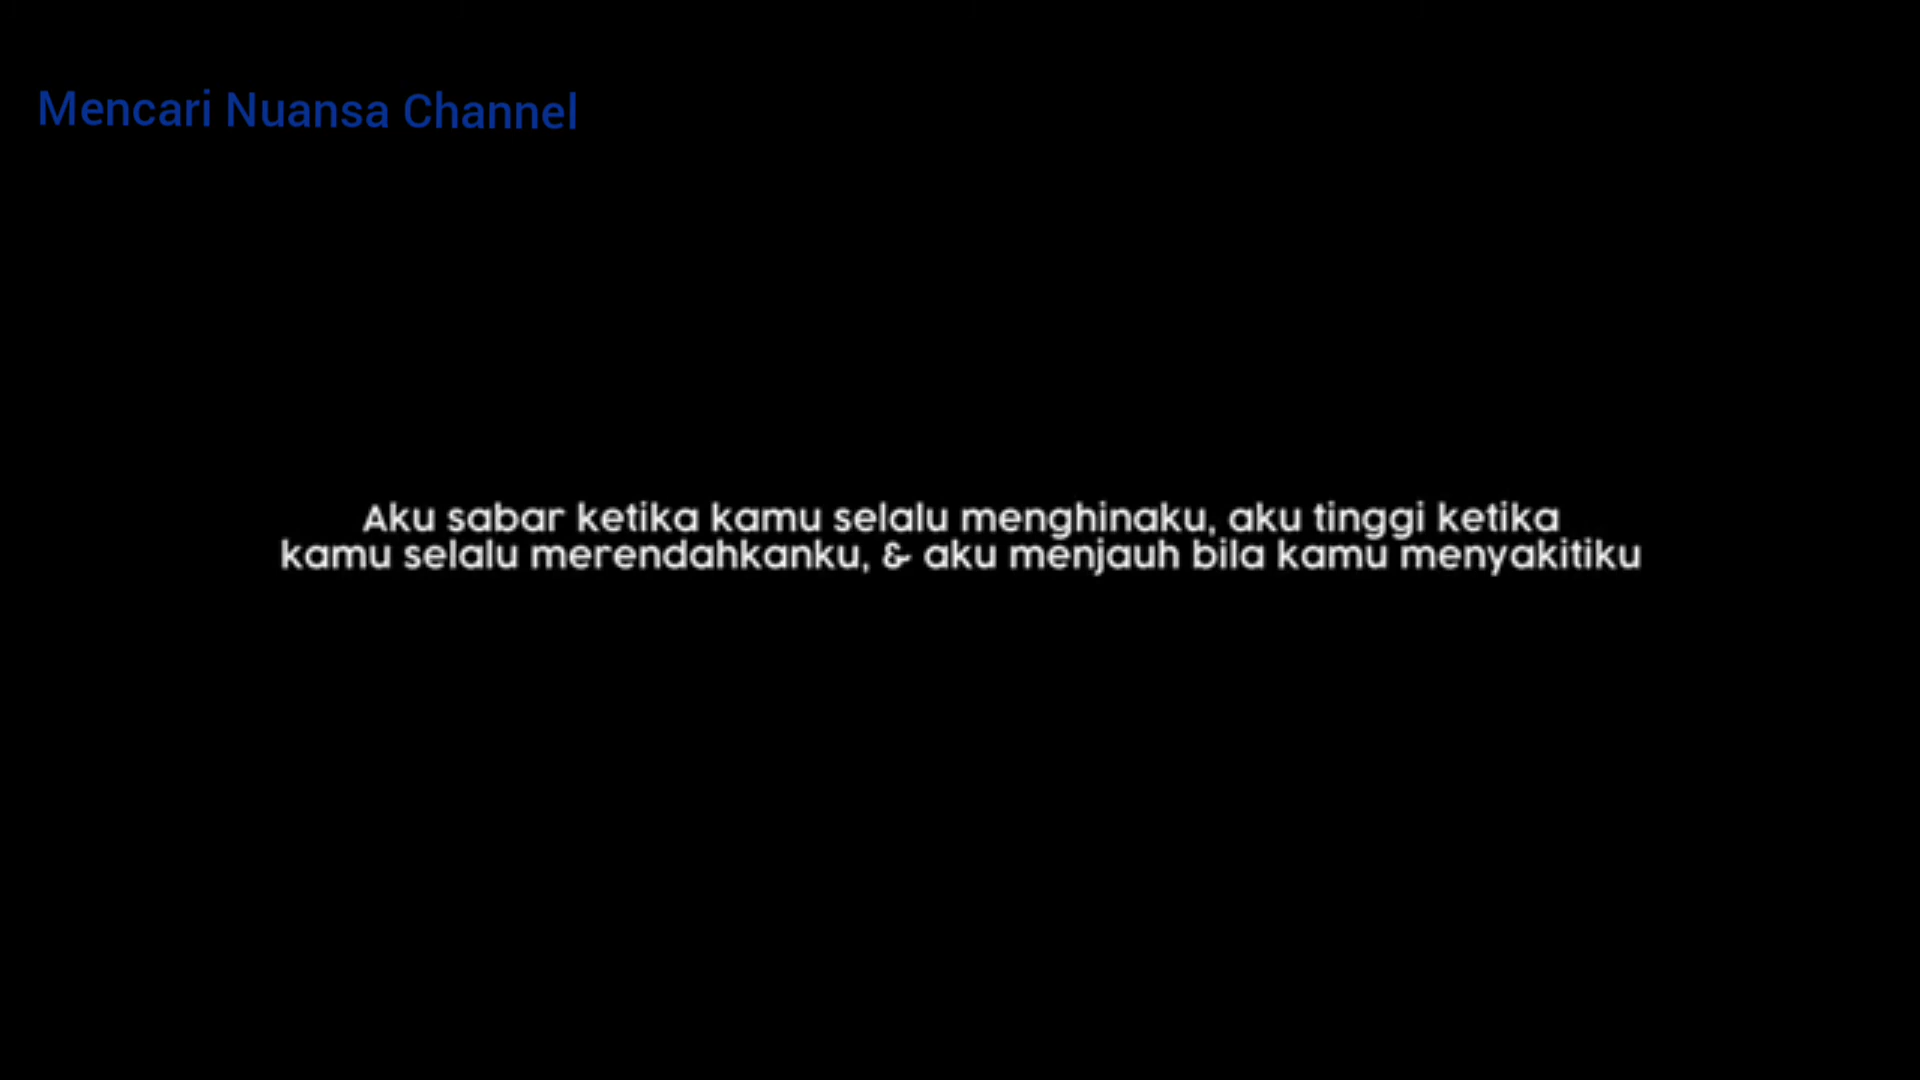 Mencari Nuansa Channel
Aku sabar ketika kamu selalu menghinaku, aku tinggi ketika
kamu selalu merendahkanku, & aku menjauh bila kamu menyakitiku